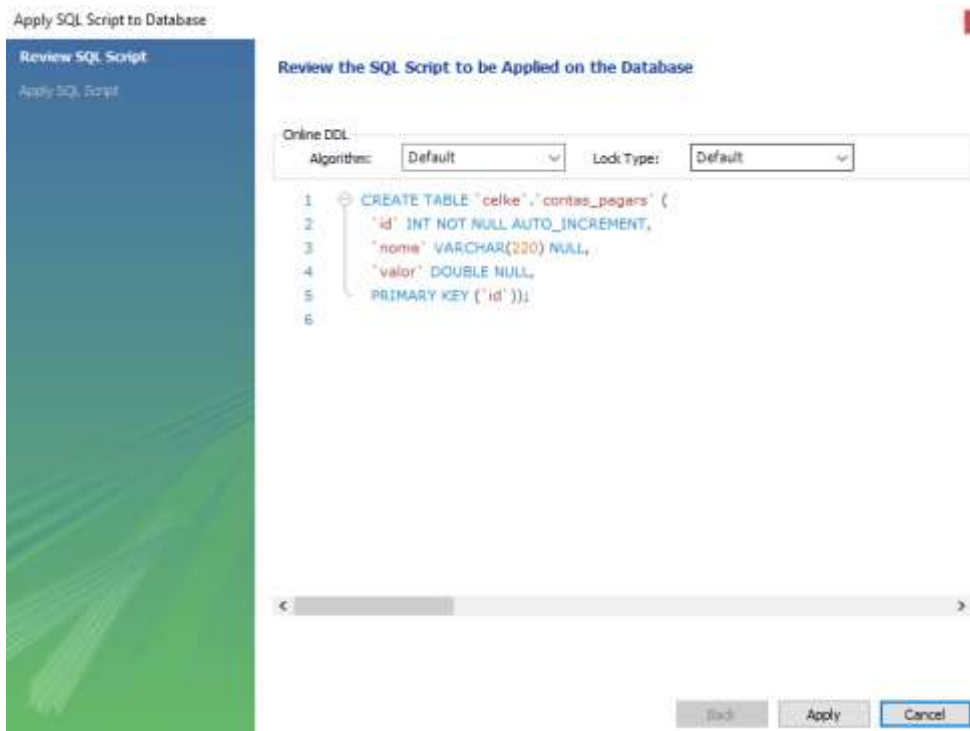 Apply SQL Script to Database
Review SQL Script
Apply SQL Script
Review the SQL Script to be Applied on the Database
Online DDL
Algorithm: Default Lock Type: Default
1 CREATE TABLE `celke`.`contas_pagars` (
2 `id` INT NOT NULL AUTO_INCREMENT,
3 `nome` VARCHAR(220) NULL,
4 `valor` DOUBLE NULL,
5 PRIMARY KEY (`id`));
6
Back Apply Cancel